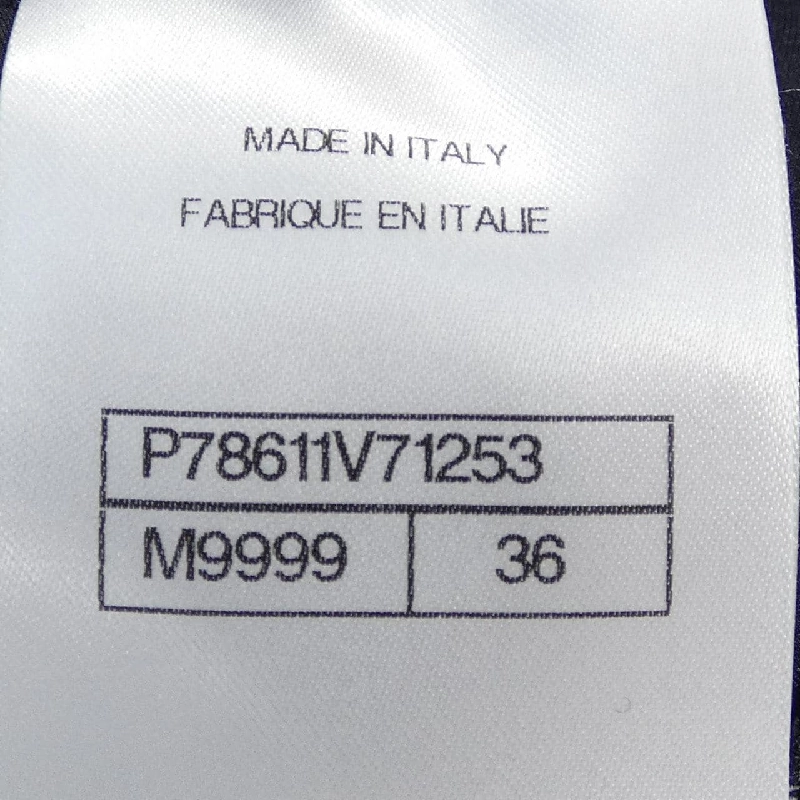 MADE IN ITALY
FABRIQUE EN ITALIE
P78611V71253
M9999 36